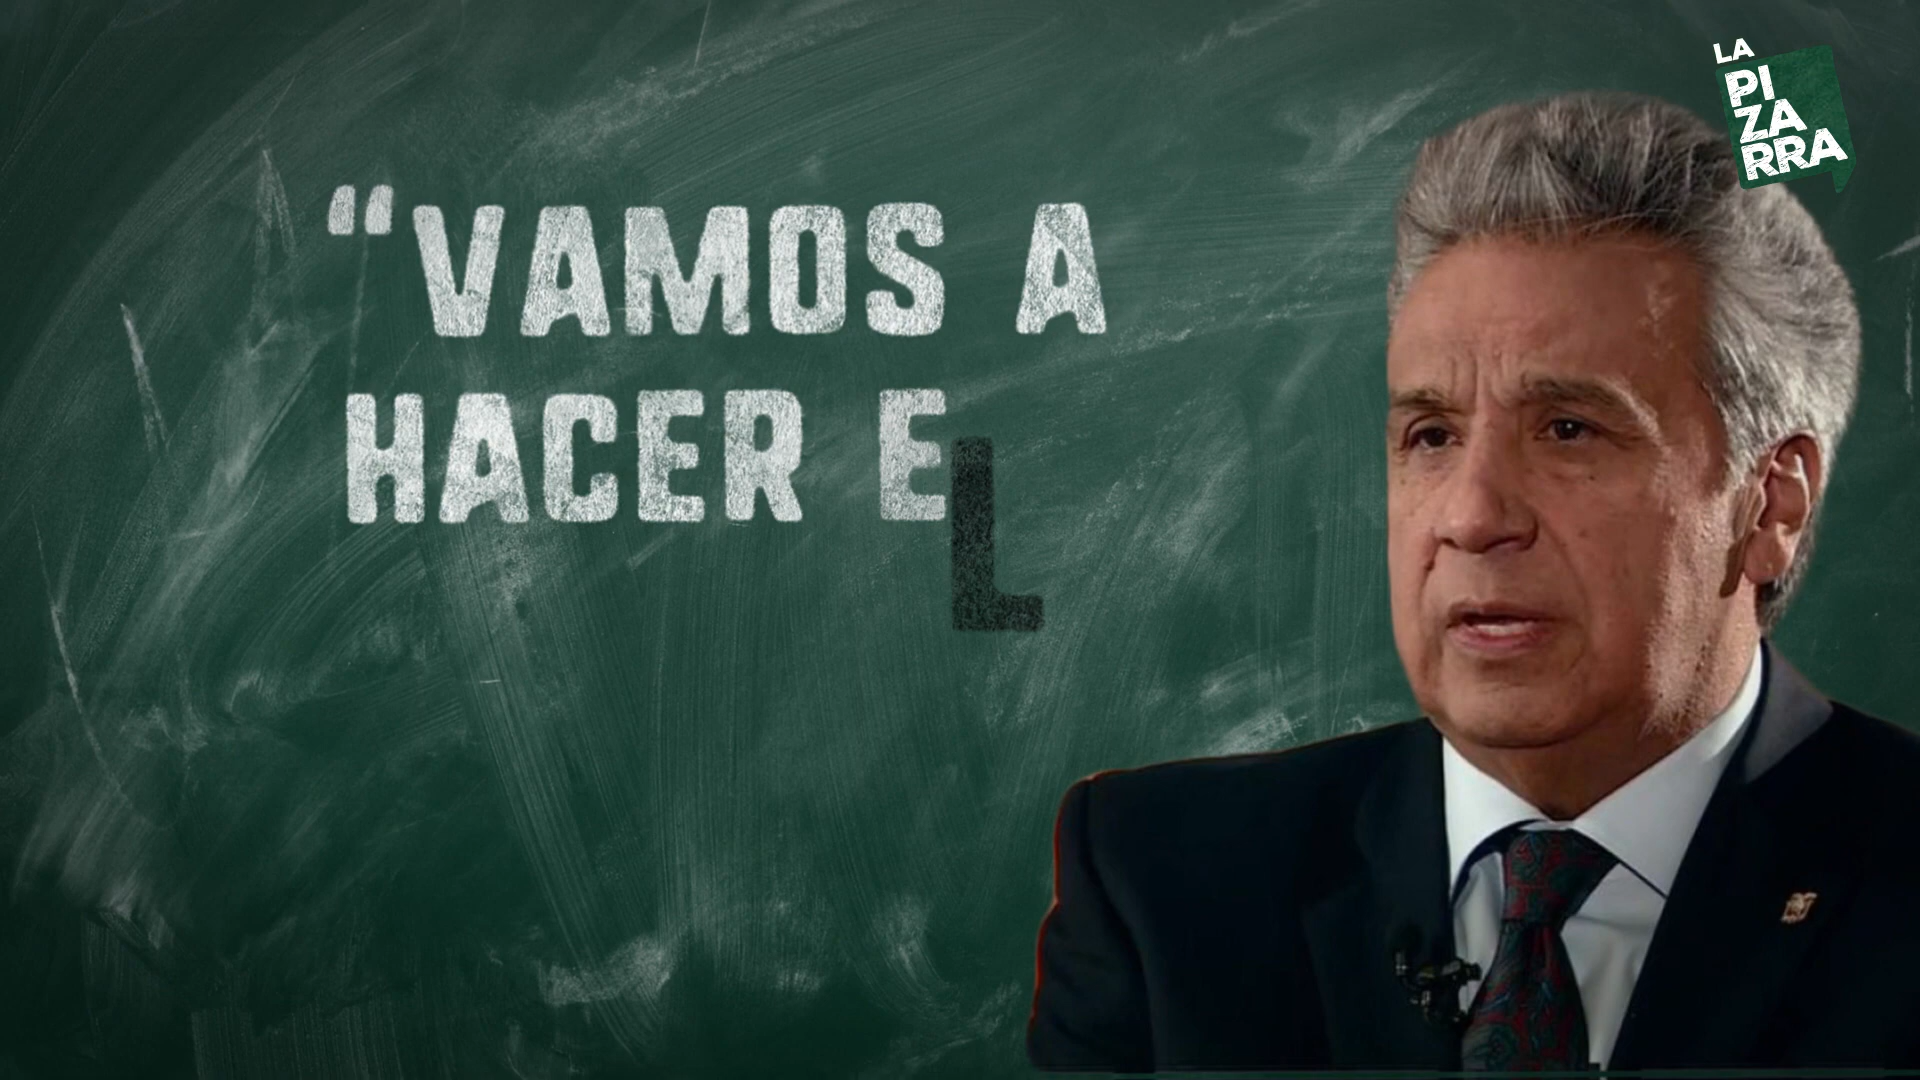 “VAMOS A
HACER EL
LA
PI
ZA
RRA